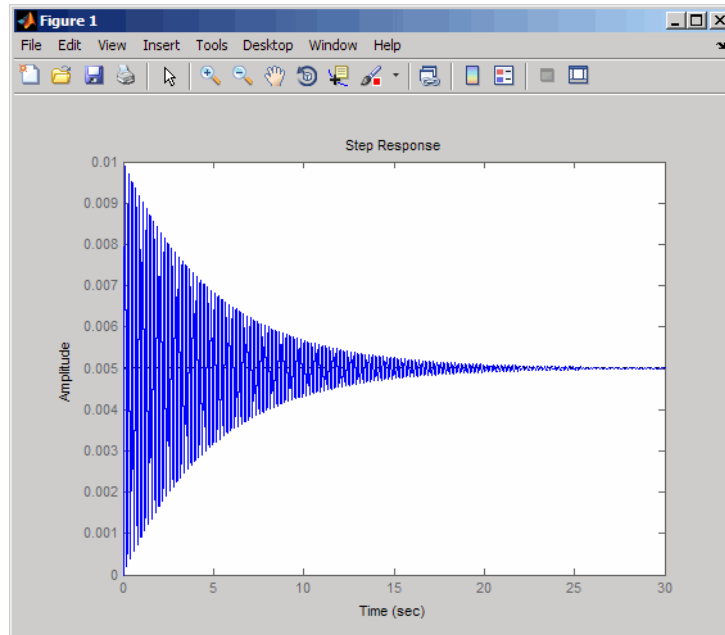 Figure 1
File Edit View Insert Tools Desktop Window Help
Step Response
0.01
0.009
0.008
0.007
0.006
0.005
0.004
0.003
0.002
0.001
0
Amplitude
0 5 10 15 20 25 30
Time (sec)